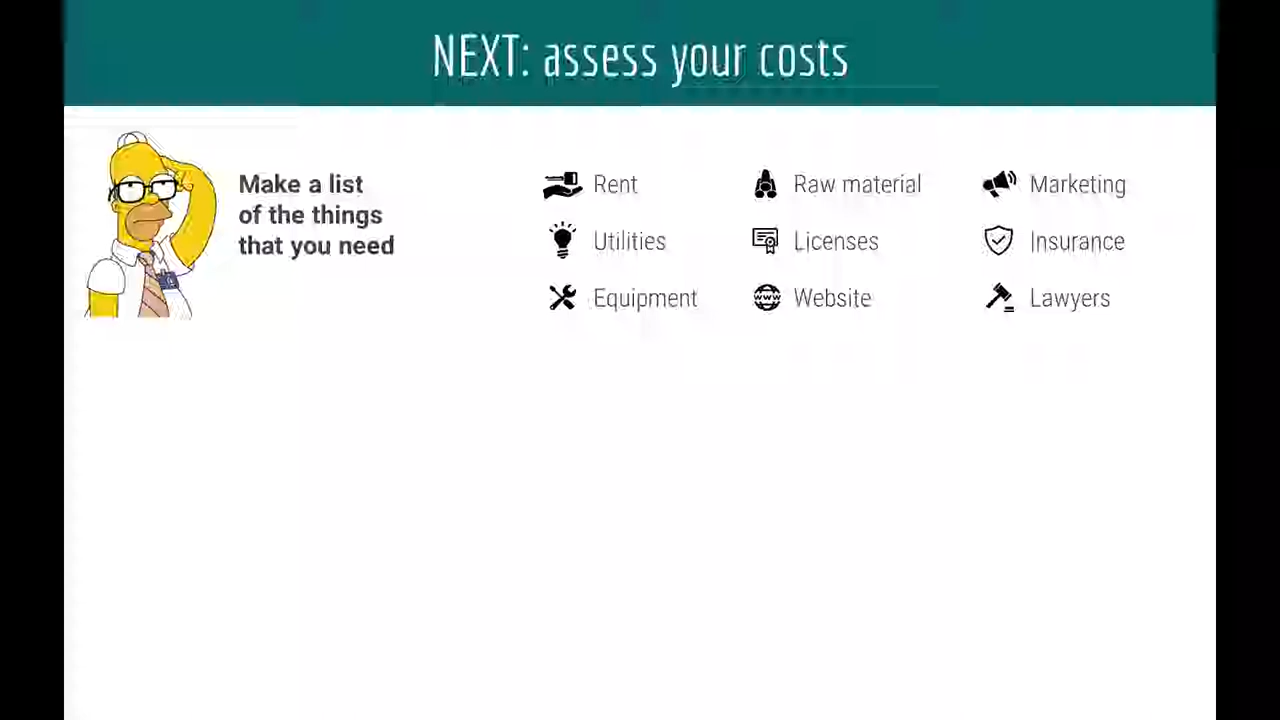 NEXT: assess your costs
Make a list
of the things
that you need
Rent
Raw material
Marketing
Utilities
Licenses
Insurance
Equipment
www
Website
Lawyers